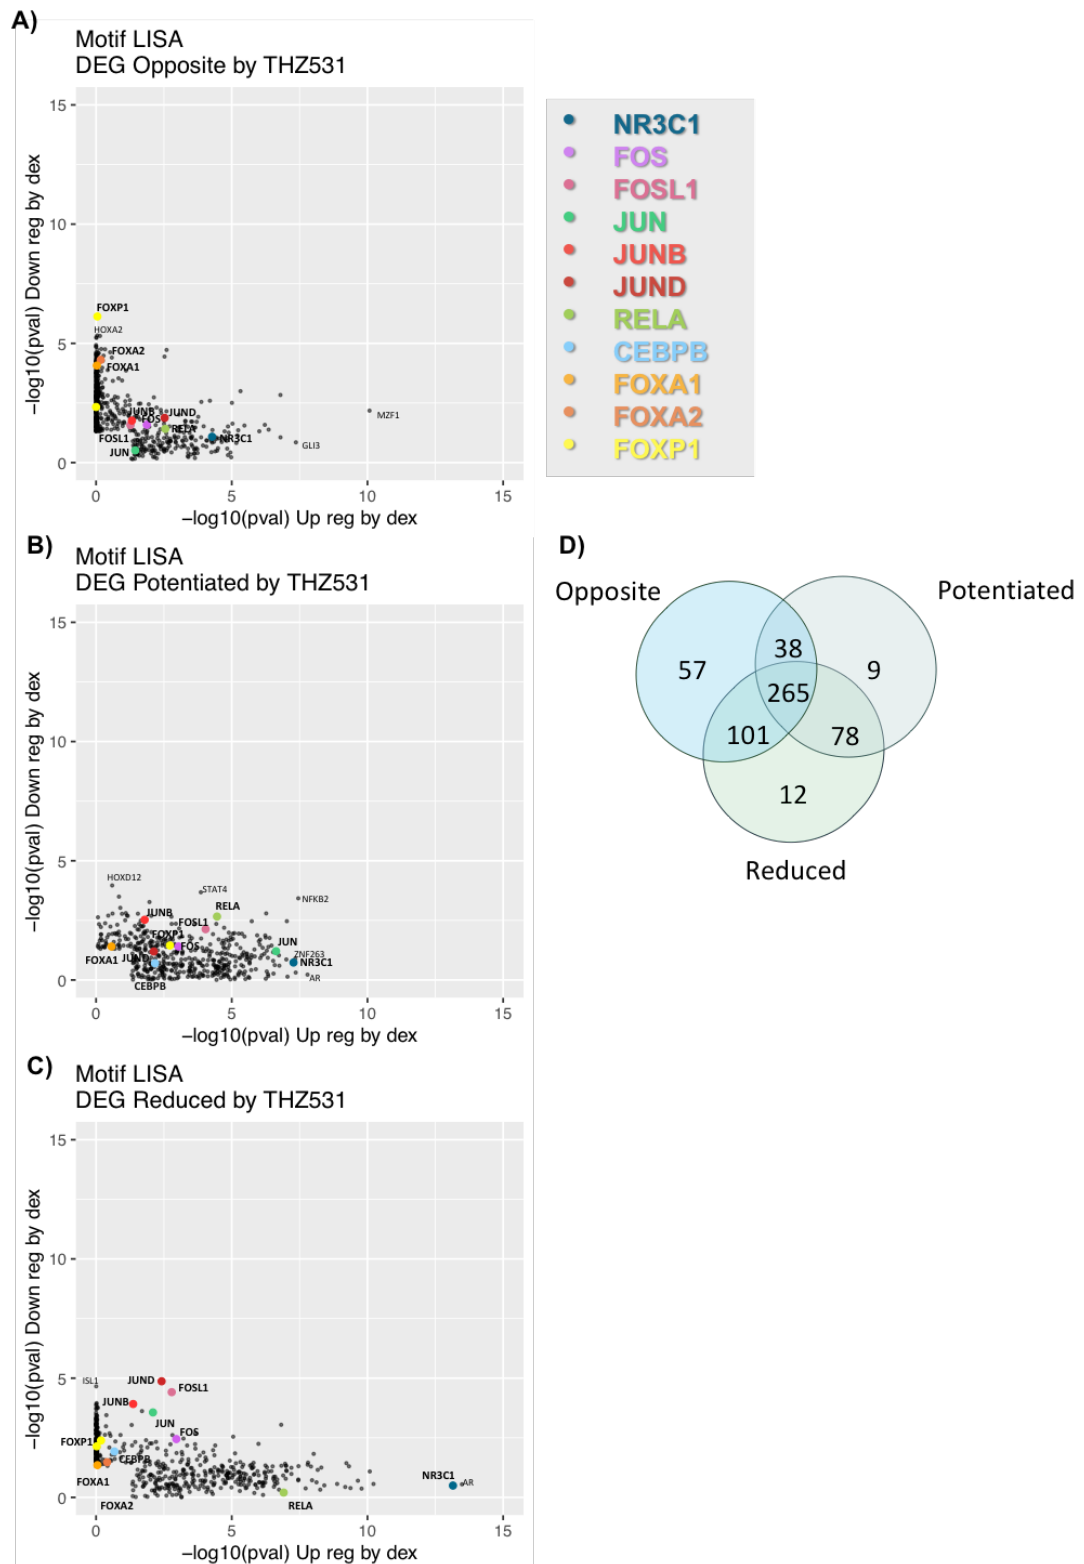 A)
Motif LISA
DEG Opposite by THZ531
−log10(pval) Down reg by dex
15
10
5
0
FOXP1
HOXA2
FOXA2
FOXA1
JUNB
JUND
FOS
RELA
MZF1
FOSL1
NR3C1
GLI3
JUN
0 5 10 15
−log10(pval) Up reg by dex
NR3C1
FOS
FOSL1
JUN
JUNB
JUND
RELA
CEBPB
FOXA1
FOXA2
FOXP1
B)
Motif LISA
DEG Potentiated by THZ531
−log10(pval) Down reg by dex
15
10
5
0
HOXD12
STAT4
NFKB2
RELA
JUNB
FOSL1
FOXP1
FOS
JUN
FOXA1
JUND
ZNF263
NR3C1
AR
CEBPB
0 5 10 15
−log10(pval) Up reg by dex
D)
Opposite
Potentiated
38
57
9
265
101
78
12
Reduced
C)
Motif LISA
DEG Reduced by THZ531
−log10(pval) Down reg by dex
15
10
5
0
ISL1
JUND
FOSL1
JUNB
JUN
FOS
FOXP1
CEBPB
FOXA1
NR3C1
AR
FOXA2
RELA
0 5 10 15
−log10(pval) Up reg by dex